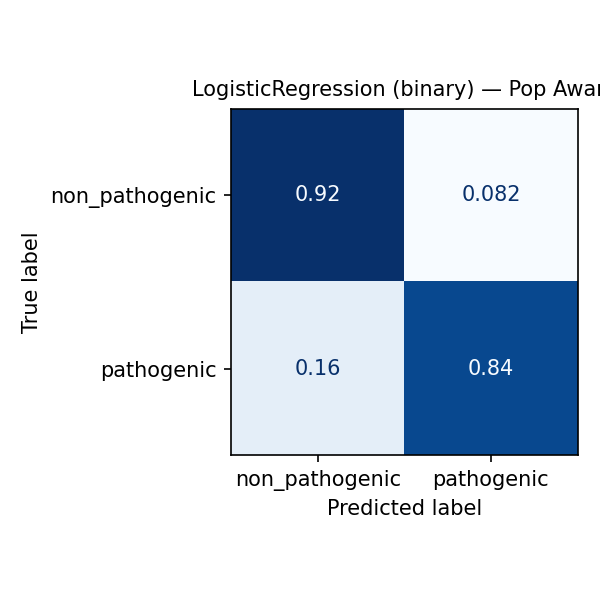 LogisticRegression (binary) — Pop Awar
non_pathogenic
0.92
0.082
True label
pathogenic
0.16
0.84
non_pathogenic
pathogenic
Predicted label